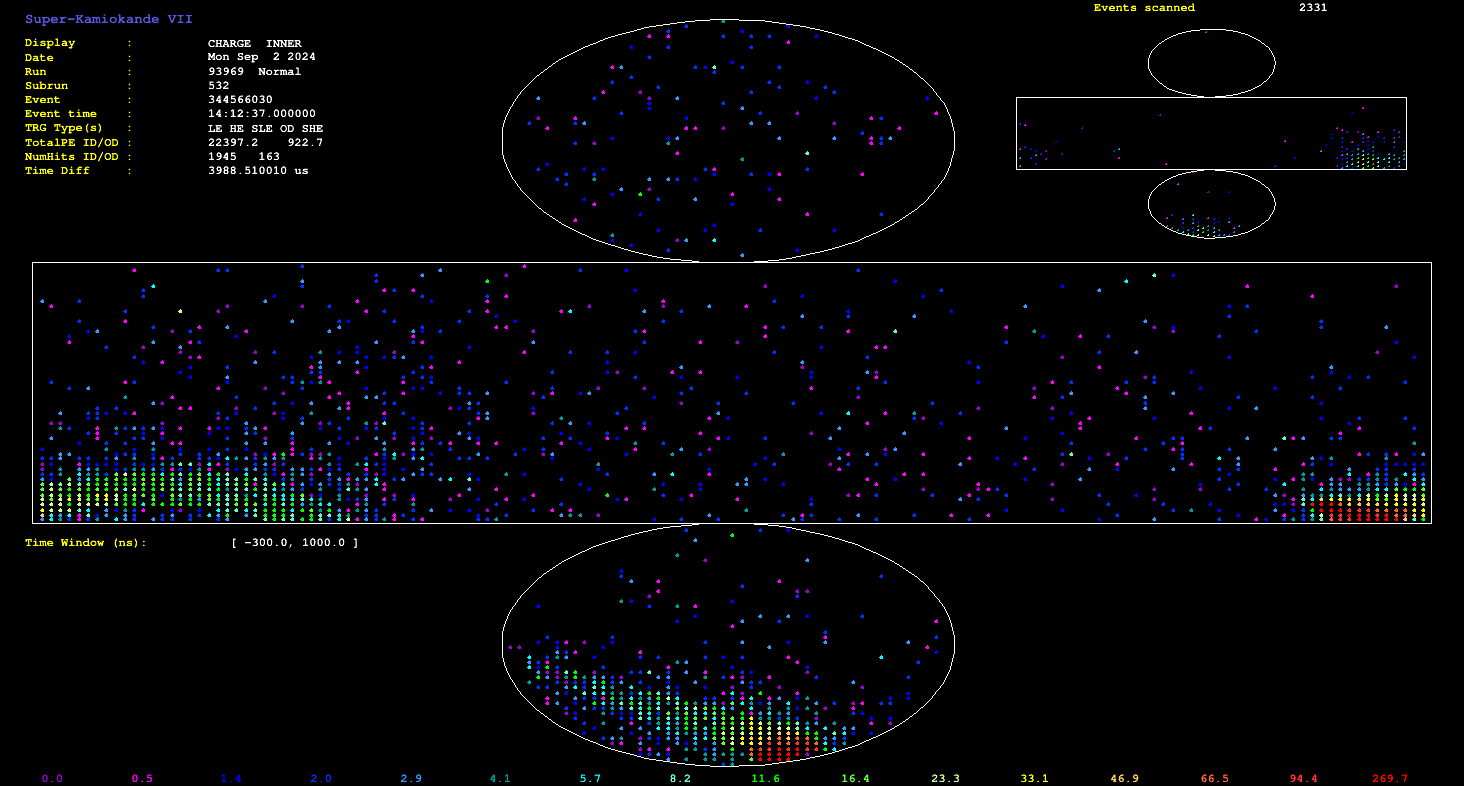 Super-Kamiokande VII
Events scanned 2331
Display : CHARGE INNER
Date : Mon Sep 2 2024
Run : 93969 Normal
Subrun : 532
Event : 344566030
Event time : 14:12:37.000000
TRG Type(s) : LE HE SLE OD SHE
TotalPE ID/OD : 22397.2 922.7
NumHits ID/OD : 1945 163
Time Diff : 3988.510010 us
Time Window (ns): [ -300.0, 1000.0 ]
0.0 0.5 1.4 2.0 2.9 4.1 5.7 8.2 11.6 16.4 23.3 33.1 46.9 66.5 94.4 269.7